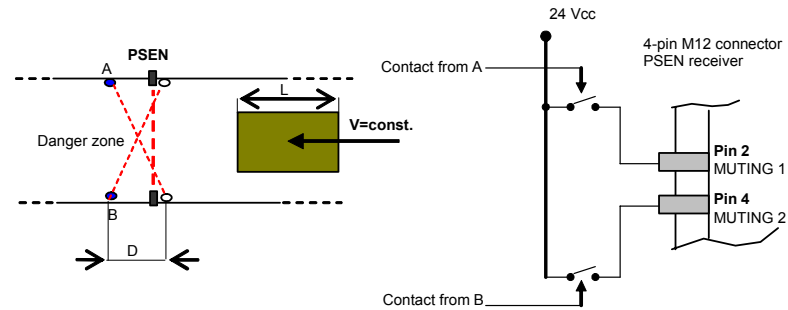 PSEN
A
L
V=const.
Danger zone
B
D
24 Vcc
Contact from A
4-pin M12 connector
PSEN receiver
Pin 2
MUTING 1
Pin 4
MUTING 2
Contact from B